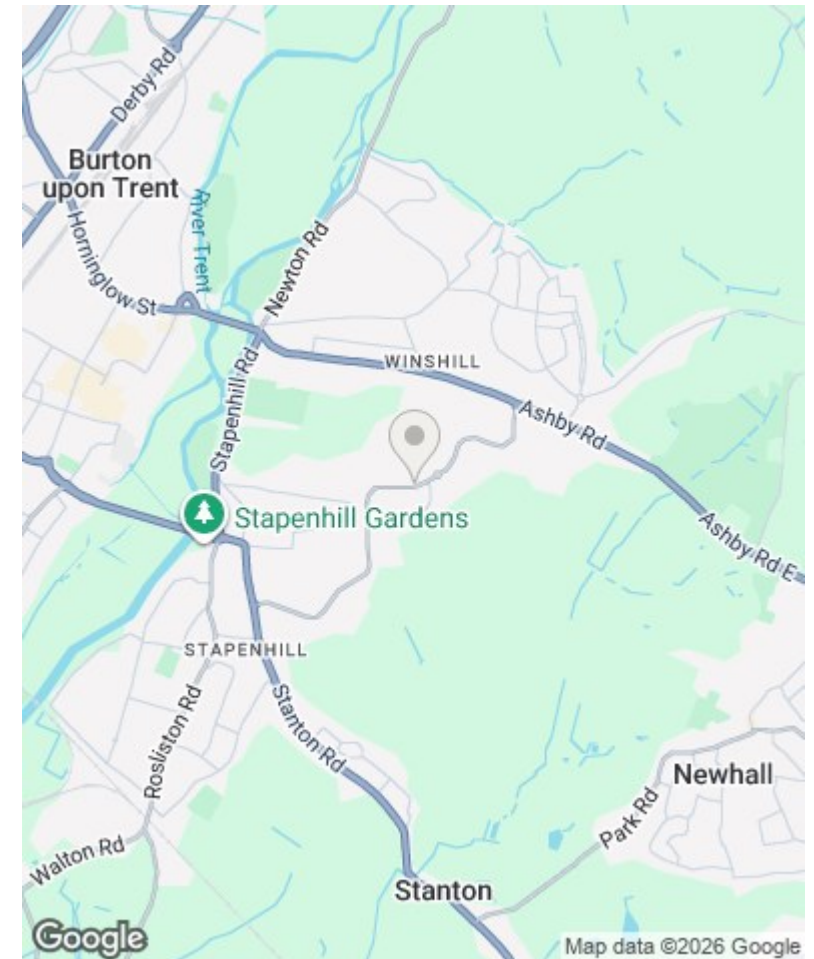 Derby Rd
Burton
upon Trent
River Trent
Horninglow St
Newton Rd
WINSHILL
Stapenhill Rd
Ashby Rd
Stapenhill Gardens
Ashby Rd E
STAPENHILL
Rosliston Rd
Stanton Rd
Newhall
Park Rd
Walton Rd
Stanton
Google
Map data ©2026 Google